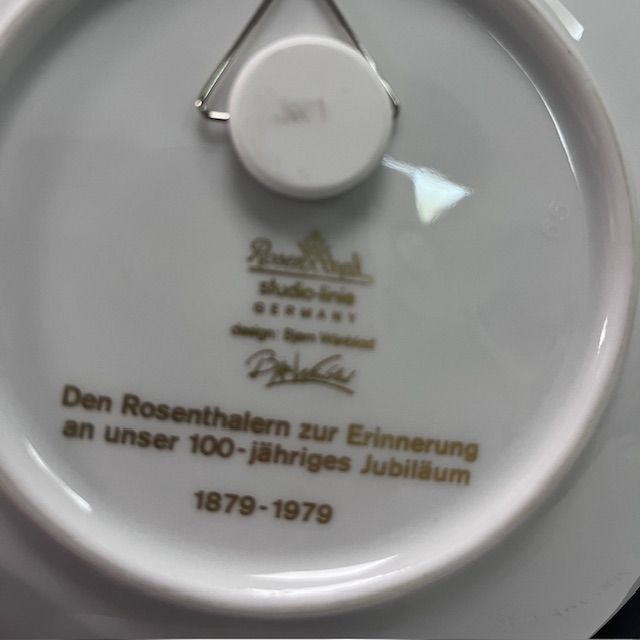 Rosenthal
studio-linie
GERMANY
design: Bjørn Wiinblad
Den Rosenthalern zur Erinnerung
an unser 100-jähriges Jubiläum
1879-1979